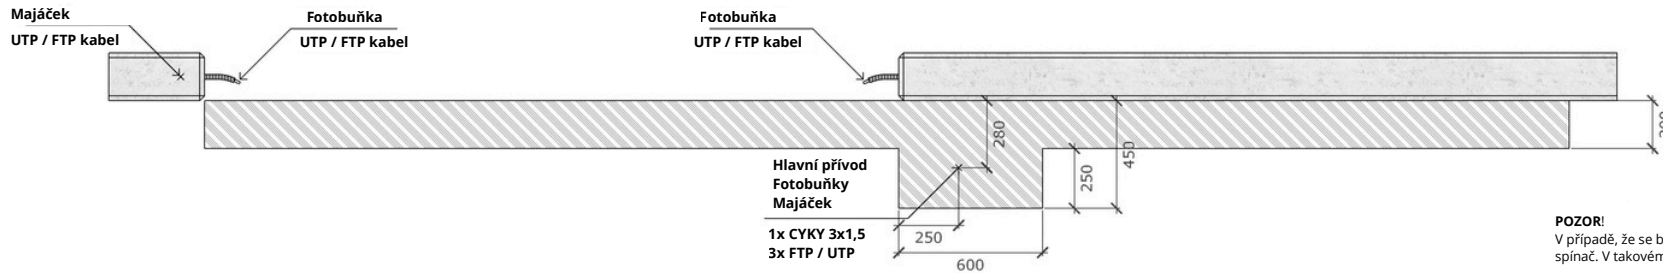 Majáček
UTP / FTP kabel
Fotobuňka
UTP / FTP kabel
Fotobuňka
UTP / FTP kabel
280
450
250
Hlavní přívod
Fotobuňky
Majáček
1x CYKY 3x1,5
3x FTP / UTP
250
600
POZOR!
V případě, že se b
spínač. V takovém